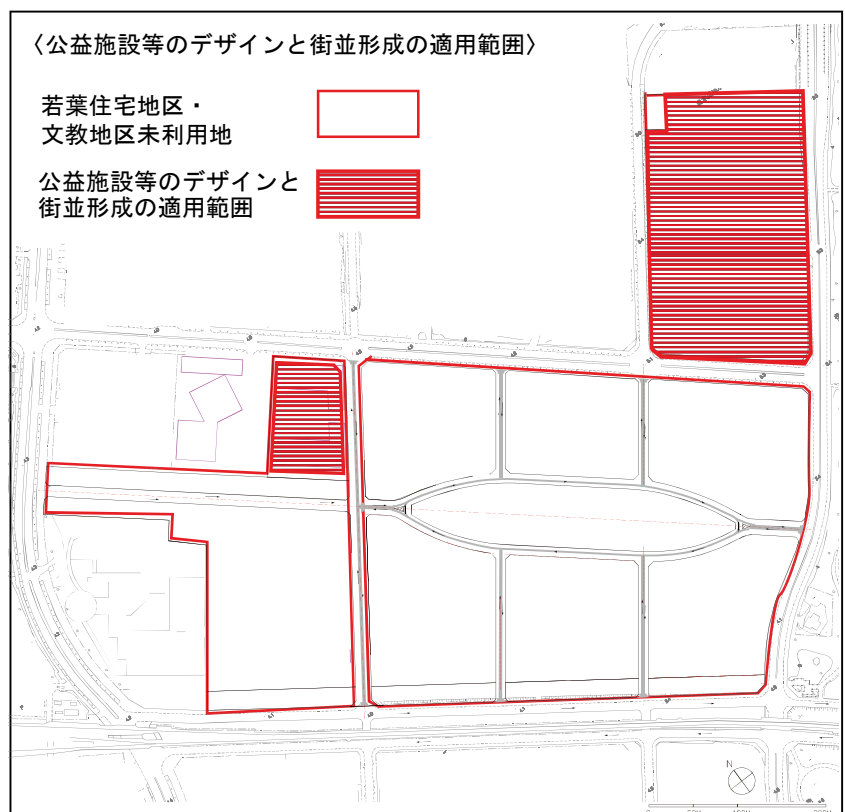 〈公益施設等のデザインと街並形成の適用範囲〉
若葉住宅地区・
文教地区未利用地
公益施設等のデザインと
街並形成の適用範囲
N